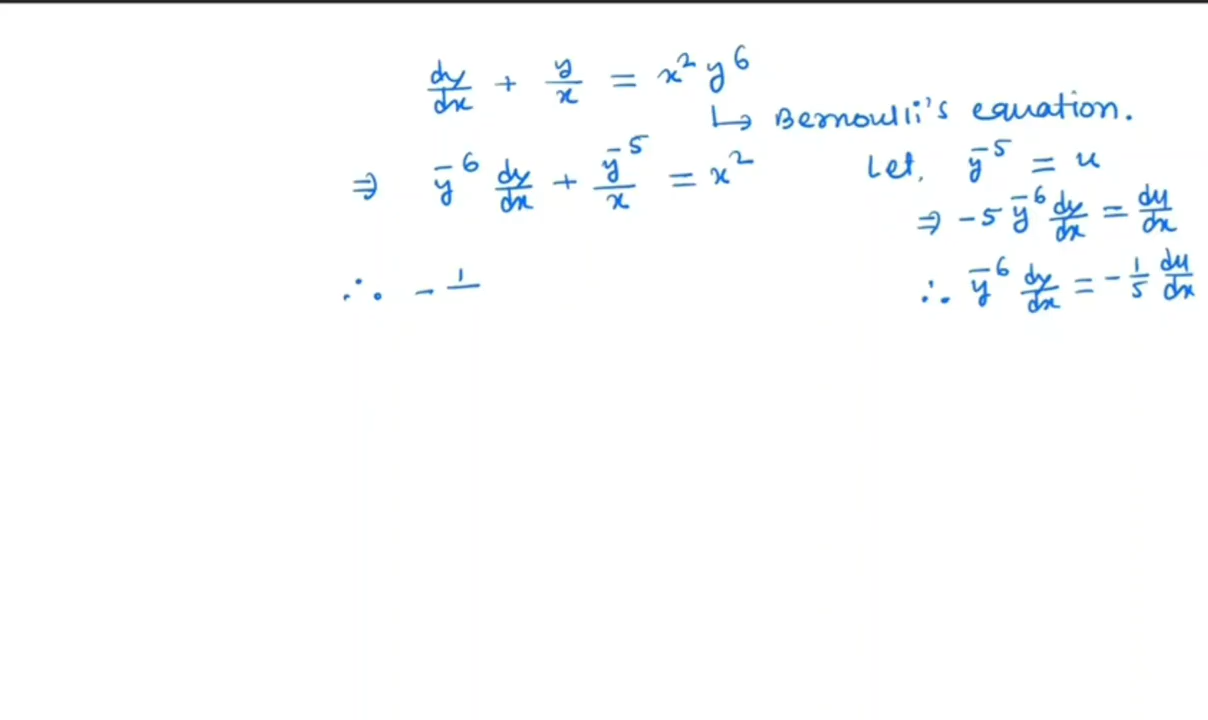 dy/dx + y/x = x² y⁶
↳ Bernoulli's equation.
⇒ y⁻⁶ dy/dx + y⁻⁵/x = x²
Let, y⁻⁵ = u
⇒ -5 y⁻⁶ dy/dx = du/dx
∴ y⁻⁶ dy/dx = -1/5 du/dx
∴ - 1/